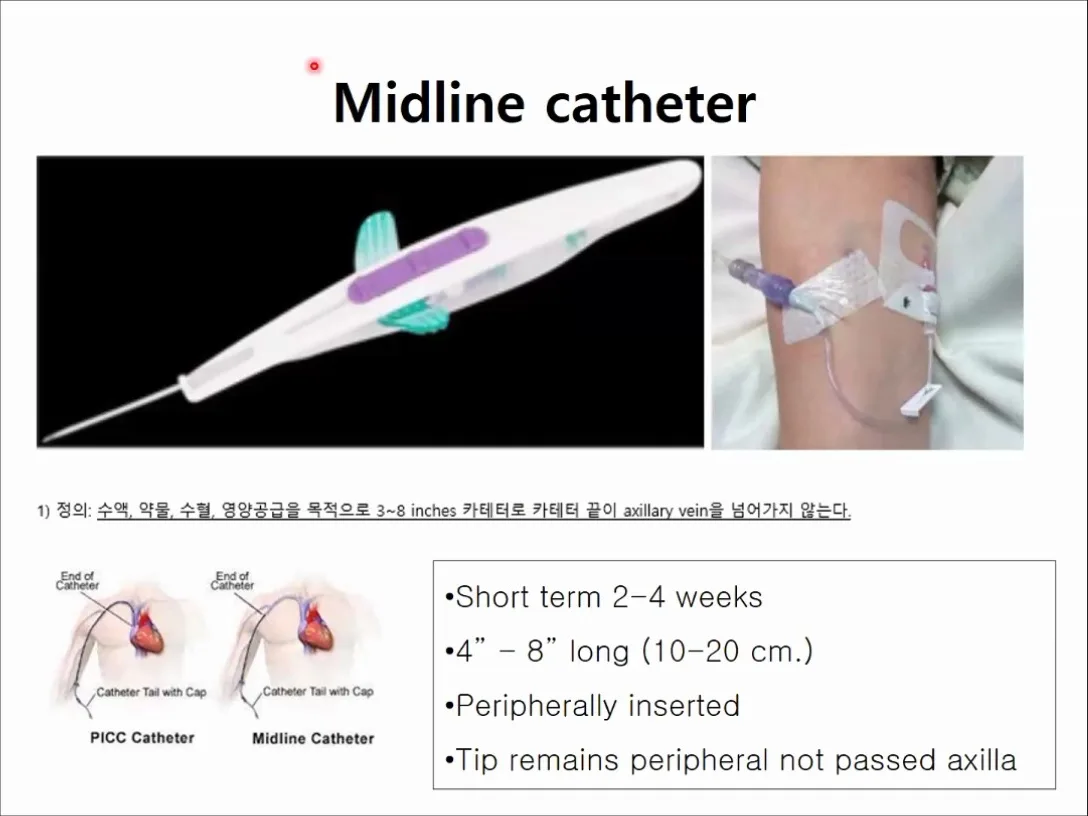 Midline catheter
1) 정의: 수액, 약물, 수혈, 영양공급을 목적으로 3~8 inches 카테터로 카테터 끝이 axillary vein을 넘어가지 않는다.
End of
Catheter
Catheter Tail with Cap
PICC Catheter
End of
Catheter
Catheter Tail with Cap
Midline Catheter
•Short term 2-4 weeks
•4” - 8” long (10-20 cm.)
•Peripherally inserted
•Tip remains peripheral not passed axilla